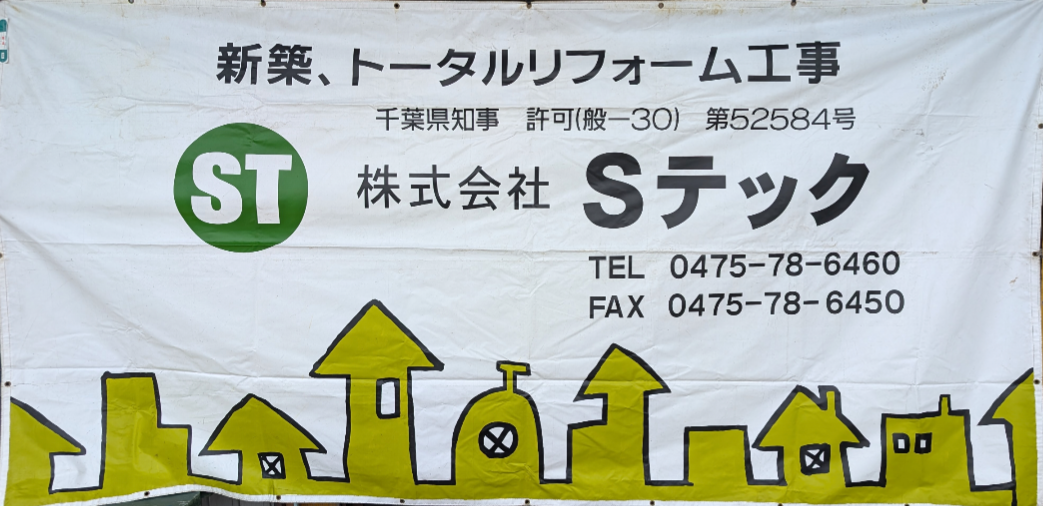 新築、トータルリフォーム工事
千葉県知事　許可(般ー30)　第52584号
ST 株式会社 Sテック
TEL 0475-78-6460
FAX 0475-78-6450